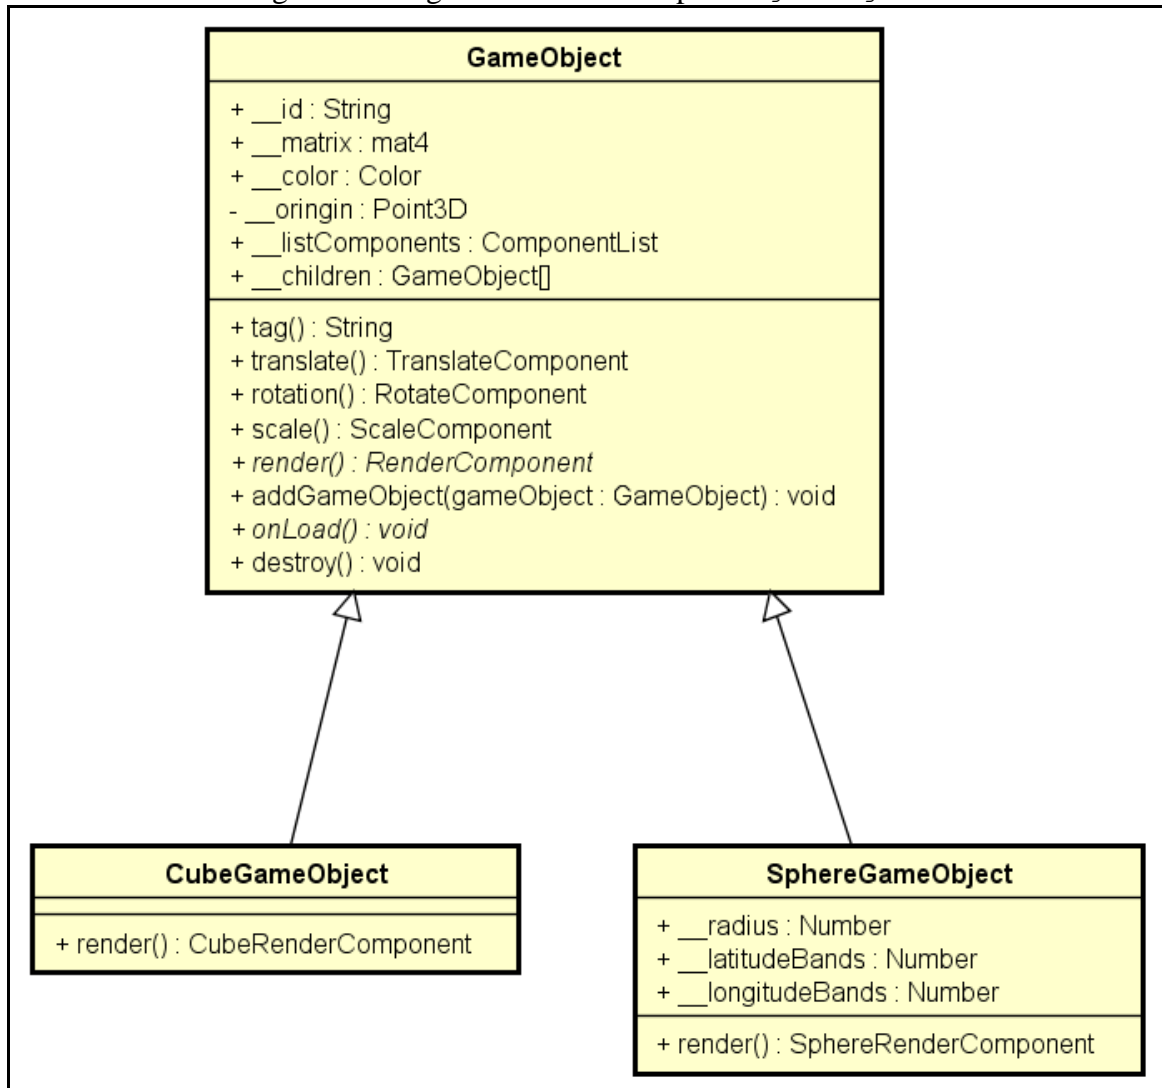 GameObject
+ __id : String
+ __matrix : mat4
+ __color : Color
- __oringin : Point3D
+ __listComponents : ComponentList
+ __children : GameObject[]
+ tag() : String
+ translate() : TranslateComponent
+ rotation() : RotateComponent
+ scale() : ScaleComponent
+ render() : RenderComponent
+ addGameObject(gameObject : GameObject) : void
+ onLoad() : void
+ destroy() : void
CubeGameObject
+ render() : CubeRenderComponent
SphereGameObject
+ __radius : Number
+ __latitudeBands : Number
+ __longitudeBands : Number
+ render() : SphereRenderComponent